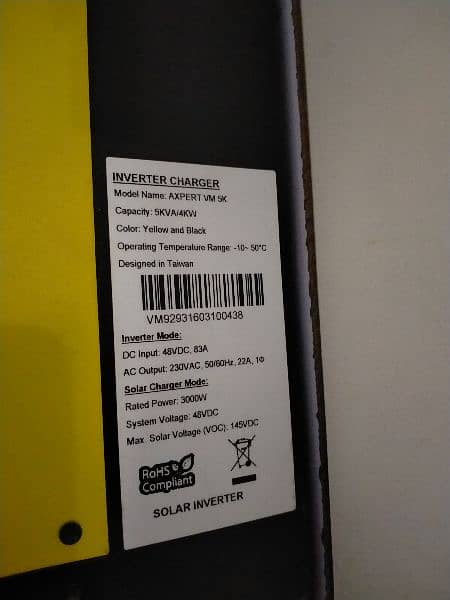 INVERTER CHARGER
Model Name: AXPERT VM 5K
Capacity: 5KVA/4KW
Color: Yellow and Black
Operating Temperature Range: -10~ 50°C
Designed in Taiwan
VM92931603100438
Inverter Mode:
DC Input: 48VDC, 83A
AC Output: 230VAC, 50/60Hz, 22A, 1Φ
Solar Charger Mode:
Rated Power: 3000W
System Voltage: 48VDC
Max. Solar Voltage (VOC): 145VDC
RoHS
Compliant
SOLAR INVERTER